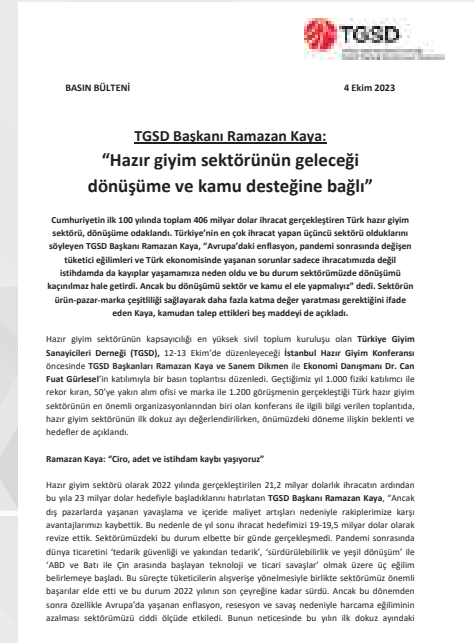 TGSD
BASIN BÜLTENİ 4 Ekim 2023
TGSD Başkanı Ramazan Kaya:
“Hazır giyim sektörünün geleceği
dönüşüme ve kamu desteğine bağlı”
Cumhuriyetin ilk 100 yılında toplam 406 milyar dolar ihracat gerçekleştiren Türk hazır giyim
sektörü, dönüşüme odaklandı. Türkiye’nin en çok ihracat yapan üçüncü sektörü olduklarını
söyleyen TGSD Başkanı Ramazan Kaya, “Avrupa’daki enflasyon, pandemi sonrasında değişen
tüketici eğilimleri ve Türk ekonomisinde yaşanan sorunlar sadece ihracatımızda değil
istihdamda da kayıplar yaşamamıza neden oldu ve bu durum sektörümüzde dönüşümü
kaçınılmaz hale getirdi. Ancak bu dönüşümü sektör ve kamu el ele yapmalıyız” dedi. Sektörün
ürün-pazar-marka çeşitliliği sağlayarak daha fazla katma değer yaratması gerektiğini ifade
eden Kaya, kamudan talep ettikleri beş maddeyi de açıkladı.
Hazır giyim sektörünün kapsayıcılığı en yüksek sivil toplum kuruluşu olan Türkiye Giyim
Sanayicileri Derneği (TGSD), 12-13 Ekim’de düzenleyeceği İstanbul Hazır Giyim Konferansı
öncesinde TGSD Başkanları Ramazan Kaya ve Sanem Dikmen ile Ekonomi Danışmanı Dr. Can
Fuat Gürlesel’in katılımıyla bir basın toplantısı düzenledi. Geçtiğimiz yıl 1.000 fiziki katılımcı ile
rekor kıran, 50’ye yakın alım ofisi ve marka ile 1.200 görüşmenin gerçekleştiği Türk hazır giyim
sektörünün en önemli organizasyonlarından biri olan konferans ile ilgili bilgi verilen toplantıda,
hazır giyim sektörünün ilk dokuz ayı değerlendirilirken, önümüzdeki döneme ilişkin beklenti ve
hedefler de açıklandı.
Ramazan Kaya: “Ciro, adet ve istihdam kaybı yaşıyoruz”
Hazır giyim sektörü olarak 2022 yılında gerçekleştirilen 21,2 milyar dolarlık ihracatın ardından
bu yıla 23 milyar dolar hedefiyle başladıklarını hatırlatan TGSD Başkanı Ramazan Kaya, “Ancak
dış pazarlarda yaşanan yavaşlama ve içeride maliyet artışları nedeniyle rakiplerimize karşı
avantajlarımızı kaybettik. Bu nedenle de yıl sonu ihracat hedefimizi 19-19,5 milyar dolar olarak
revize ettik. Sektörümüzdeki bu durum elbette bir günde gerçekleşmedi. Pandemi sonrasında
dünya ticaretini ‘tedarik güvenliği ve yakından tedarik’, ‘sürdürülebilirlik ve yeşil dönüşüm’ ile
‘ABD ve Batı ile Çin arasında başlayan teknoloji ve ticari savaşlar’ olmak üzere üç eğilim
belirlemeye başladı. Bu süreçte tüketicilerin alışverişe yönelmesiyle birlikte sektörümüz önemli
başarılar elde etti ve bu durum 2022 yılının son çeyreğine kadar sürdü. Ancak bu dönemden
sonra özellikle Avrupa’da yaşanan enflasyon, resesyon ve savaş nedeniyle harcama eğiliminin
azalması sektörümüzü ciddi ölçüde etkiledi. Bunun neticesinde bu yılın ilk dokuz ayındaki